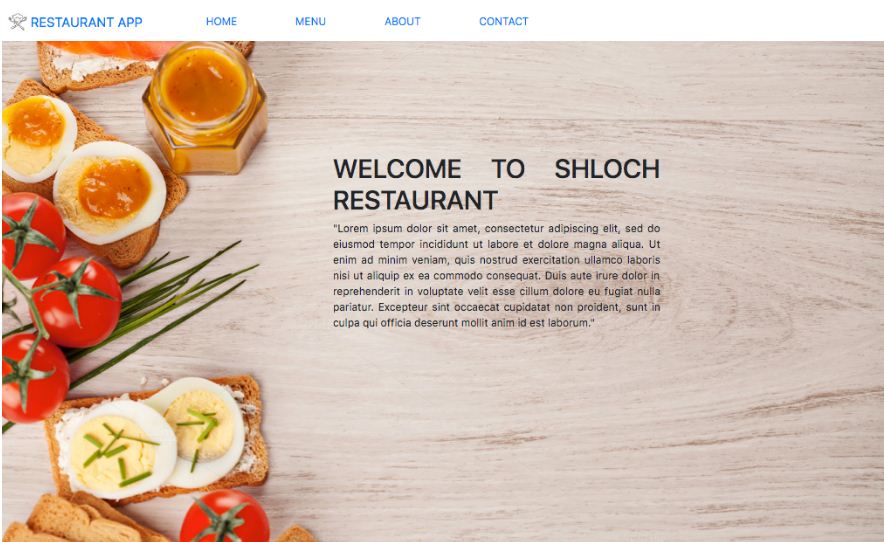 RESTAURANT APP HOME MENU ABOUT CONTACT
WELCOME TO SHLOCH
RESTAURANT
"Lorem ipsum dolor sit amet, consectetur adipiscing elit, sed do
eiusmod tempor incididunt ut labore et dolore magna aliqua. Ut
enim ad minim veniam, quis nostrud exercitation ullamco laboris
nisi ut aliquip ex ea commodo consequat. Duis aute irure dolor in
reprehenderit in voluptate velit esse cillum dolore eu fugiat nulla
pariatur. Excepteur sint occaecat cupidatat non proident, sunt in
culpa qui officia deserunt mollit anim id est laborum."